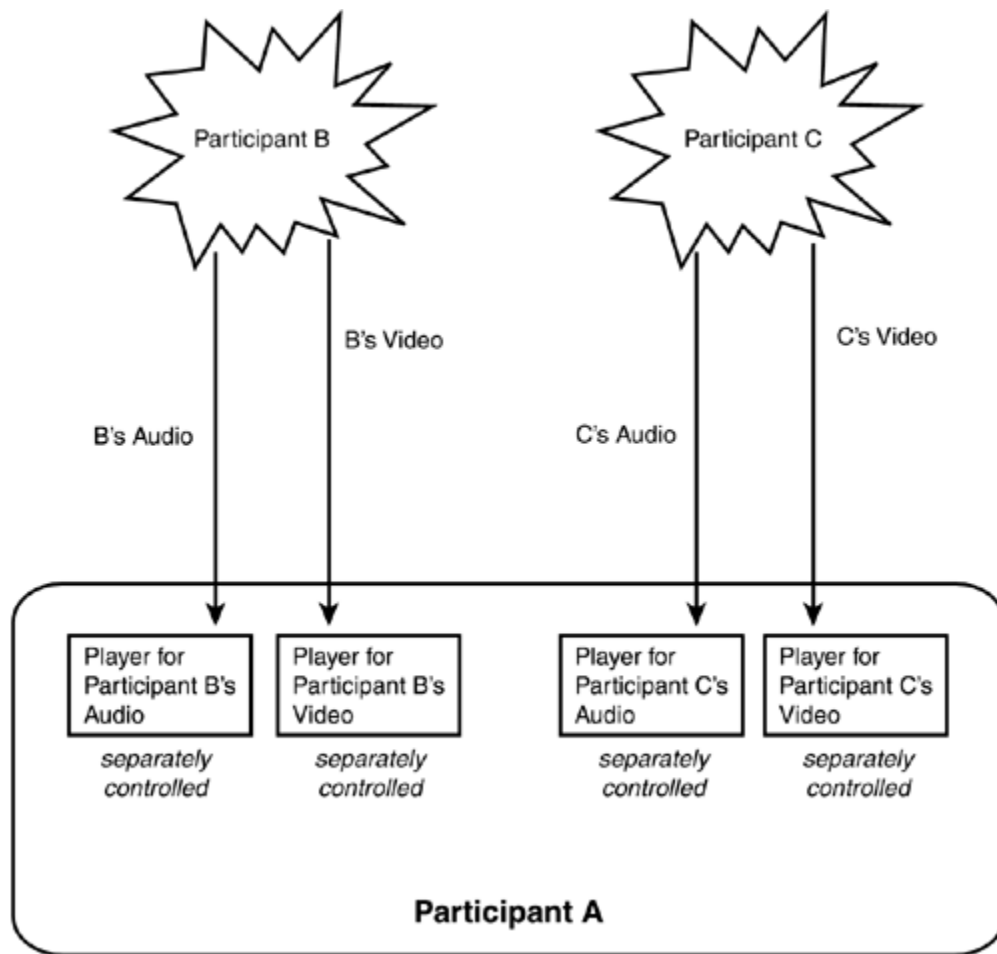 Participant B
Participant C
B's Video
C's Video
B's Audio
C's Audio
Player for
Participant B's
Audio
separately
controlled
Player for
Participant B's
Video
separately
controlled
Player for
Participant C's
Audio
separately
controlled
Player for
Participant C's
Video
separately
controlled
Participant A